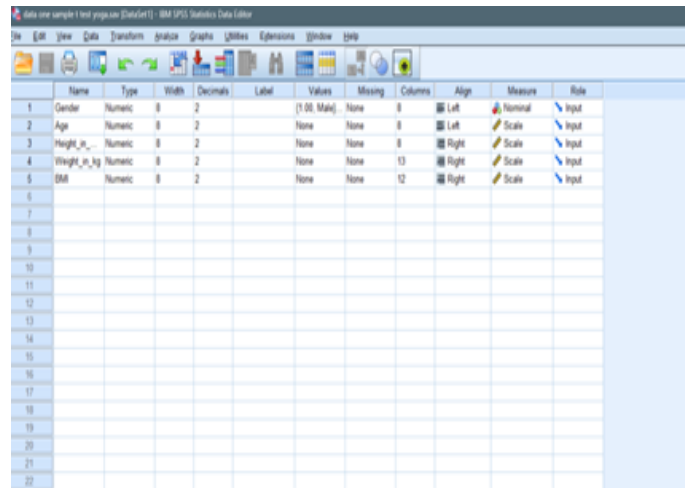 data one sample t test yoga.sav [DataSet1] - IBM SPSS Statistics Data Editor
File Edit View Data Transform Analyze Graphs Utilities Extensions Window Help
Name Type Width Decimals Label Values Missing Columns Align Measure Role
1 Gender Numeric 8 2 {1.00, Male}... None 8 Left Nominal Input
2 Age Numeric 8 2 None None 8 Left Scale Input
3 Height_in_... Numeric 8 2 None None 8 Right Scale Input
4 Weight_in_kg Numeric 8 2 None None 13 Right Scale Input
5 BMI Numeric 8 2 None None 12 Right Scale Input
6
7
8
9
10
11
12
13
14
15
16
17
18
19
20
21
22